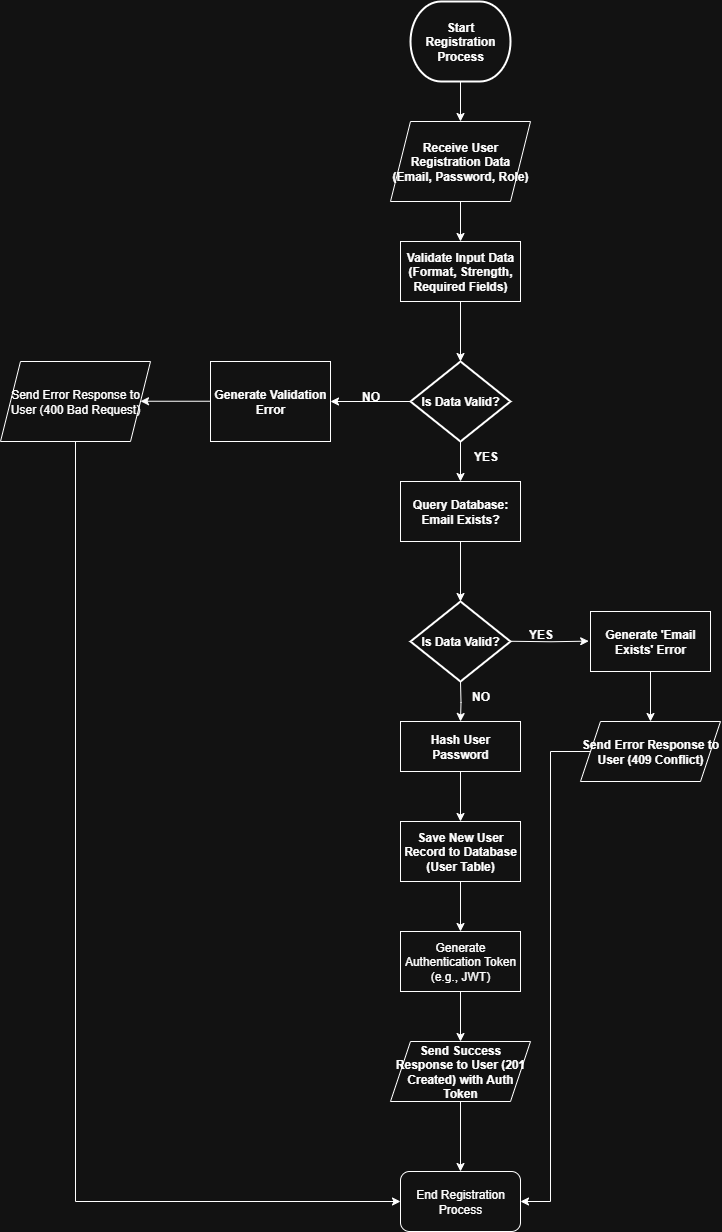 Start
Registration
Process
Receive User
Registration Data
(Email, Password, Role)
Validate Input Data
(Format, Strength,
Required Fields)
Is Data Valid?
NO
Generate Validation
Error
Send Error Response to
User (400 Bad Request)
YES
Query Database:
Email Exists?
Is Data Valid?
YES
Generate 'Email
Exists' Error
Send Error Response to
User (409 Conflict)
NO
Hash User
Password
Save New User
Record to Database
(User Table)
Generate
Authentication Token
(e.g., JWT)
Send Success
Response to User (201
Created) with Auth
Token
End Registration
Process